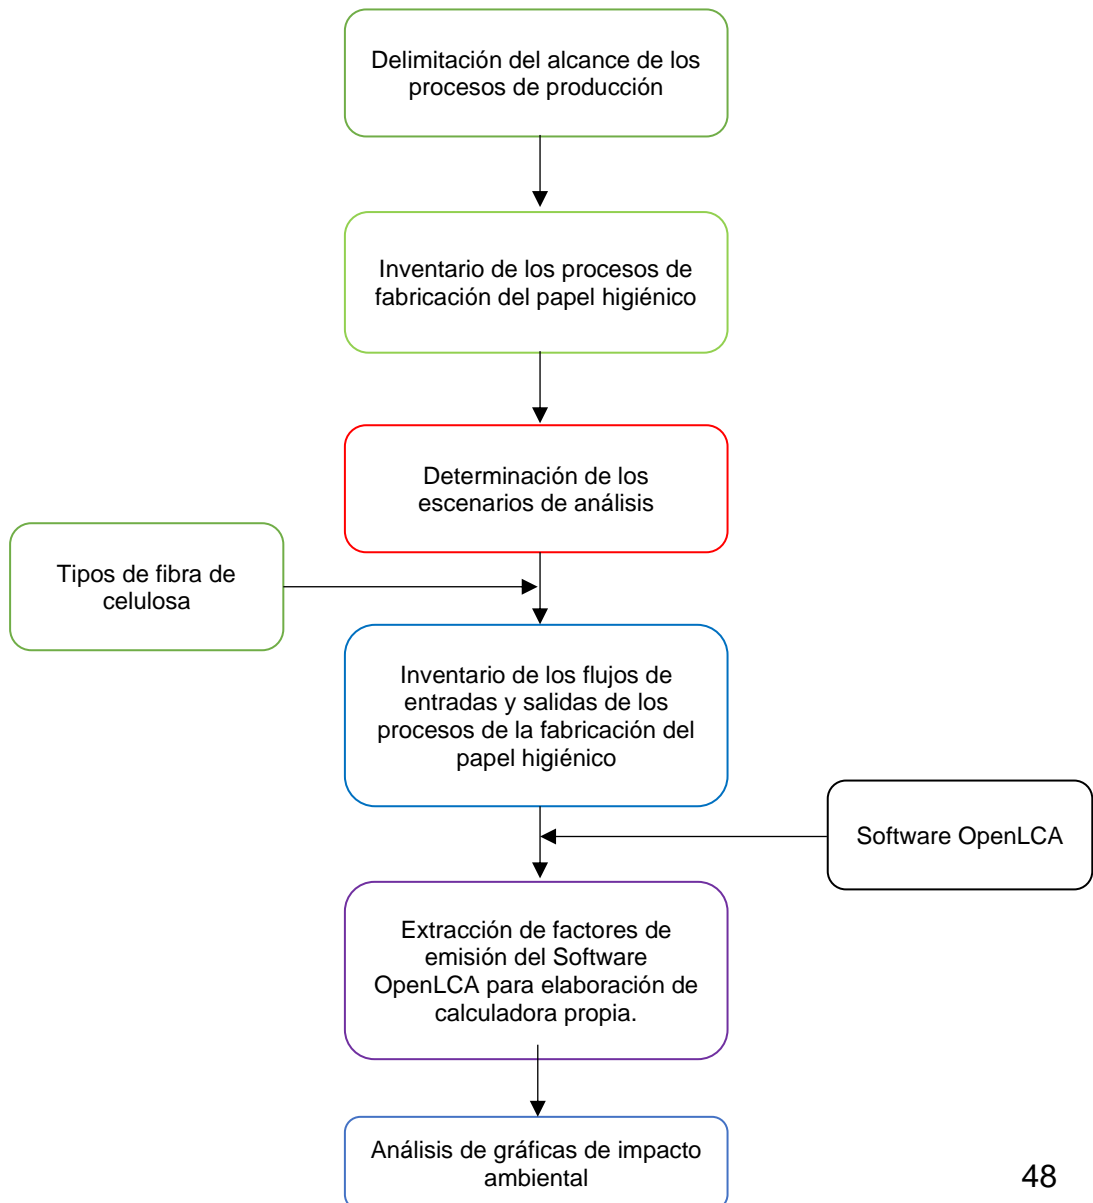 Delimitación del alcance de los
procesos de producción
Inventario de los procesos de
fabricación del papel higiénico
Determinación de los
escenarios de análisis
Tipos de fibra de
celulosa
Inventario de los flujos de
entradas y salidas de los
procesos de la fabricación del
papel higiénico
Software OpenLCA
Extracción de factores de
emisión del Software
OpenLCA para elaboración de
calculadora propia.
Análisis de gráficas de impacto
ambiental
48